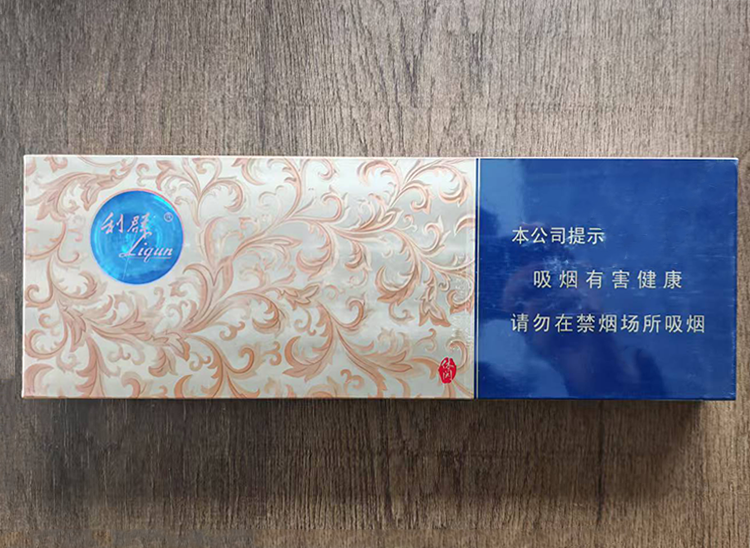 利群®
Liqun
本公司提示
吸烟有害健康
请勿在禁烟场所吸烟